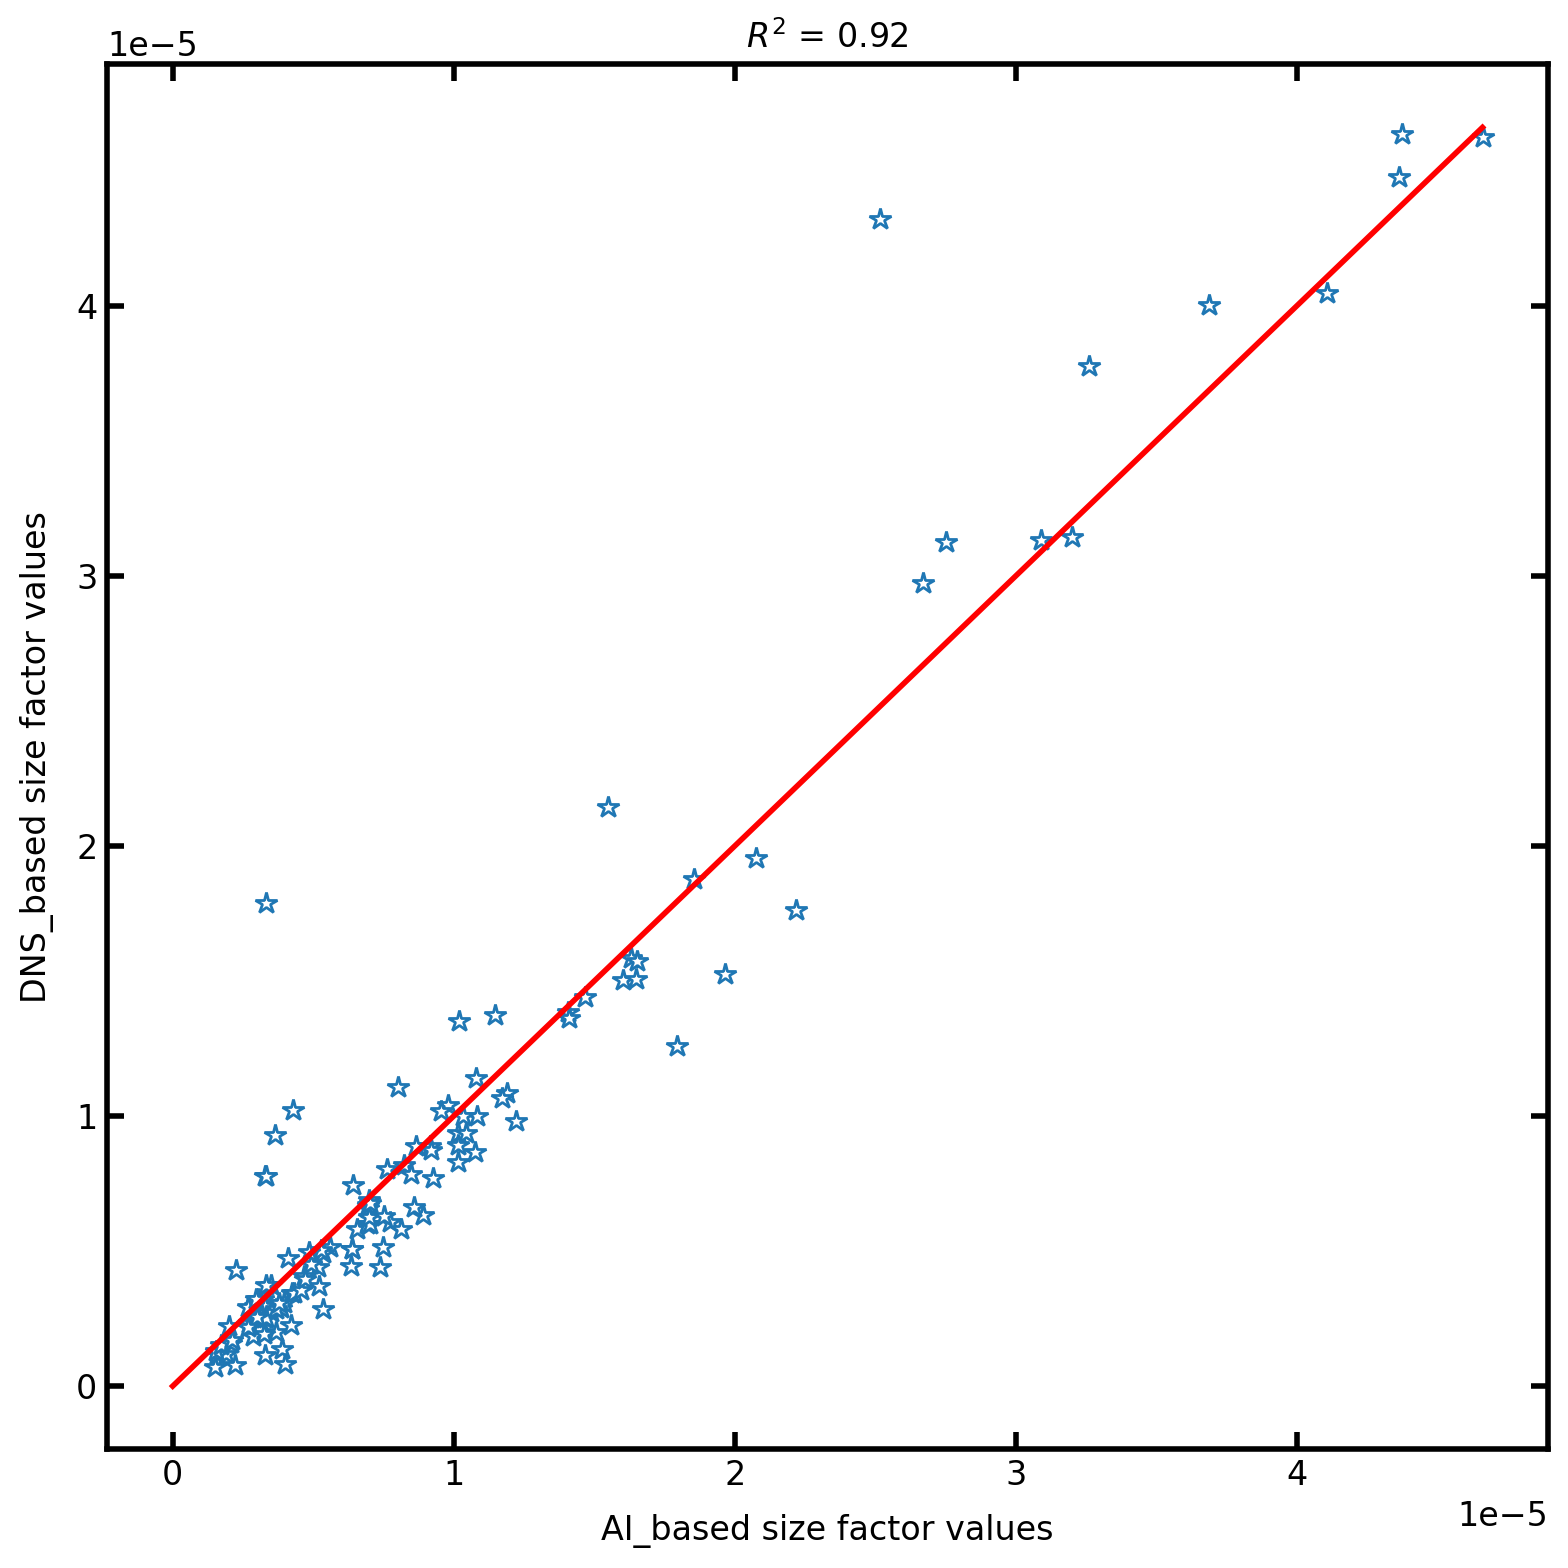 1e−5
R² = 0.92
DNS_based size factor values
4
3
2
1
0
0 1 2 3 4
1e−5
AI_based size factor values